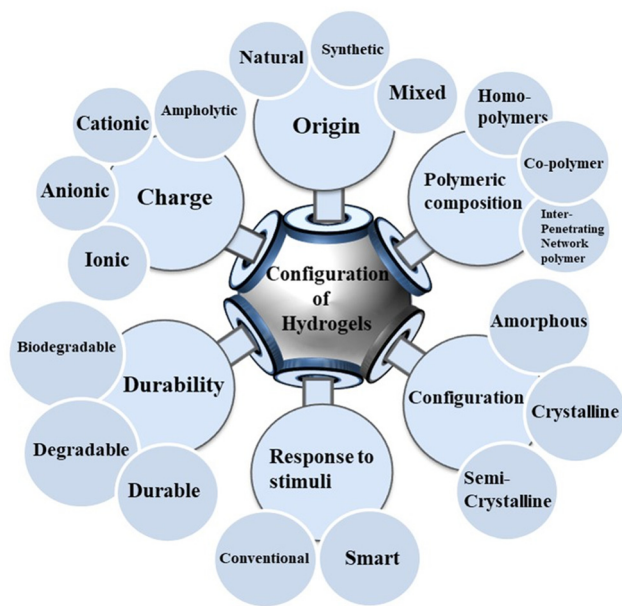 Configuration
of
Hydrogels
Origin
Natural
Synthetic
Mixed
Polymeric
composition
Homo-
polymers
Co-polymer
Inter-
Penetrating
Network
polymer
Configuration
Amorphous
Crystalline
Semi-
Crystalline
Response to
stimuli
Smart
Conventional
Durability
Durable
Degradable
Biodegradable
Charge
Ionic
Anionic
Cationic
Ampholytic